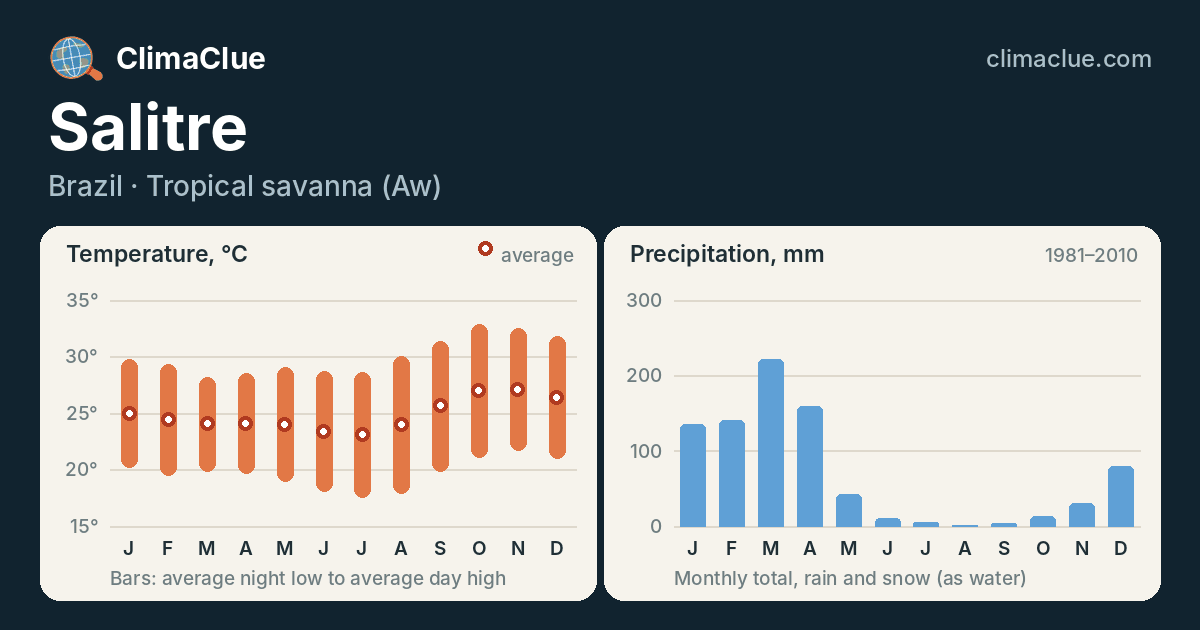 ClimaClue
climaclue.com
Salitre
Brazil · Tropical savanna (Aw)
Temperature, °C
average
35°
30°
25°
20°
15°
J F M A M J J A S O N D
Bars: average night low to average day high
Precipitation, mm
1981–2010
300
200
100
0
J F M A M J J A S O N D
Monthly total, rain and snow (as water)